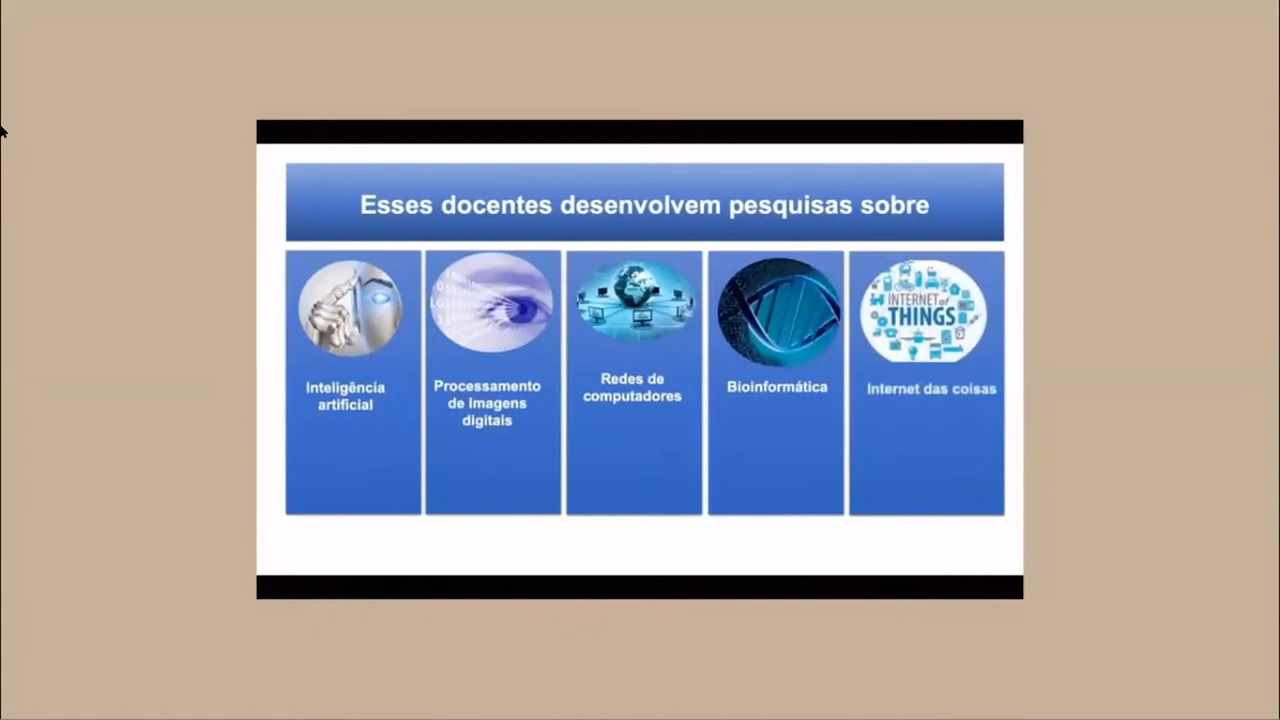 Esses docentes desenvolvem pesquisas sobre
Inteligência
artificial
Processamento
de Imagens
digitais
Redes de
computadores
Bioinformática
INTERNET of
THINGS
Internet das coisas